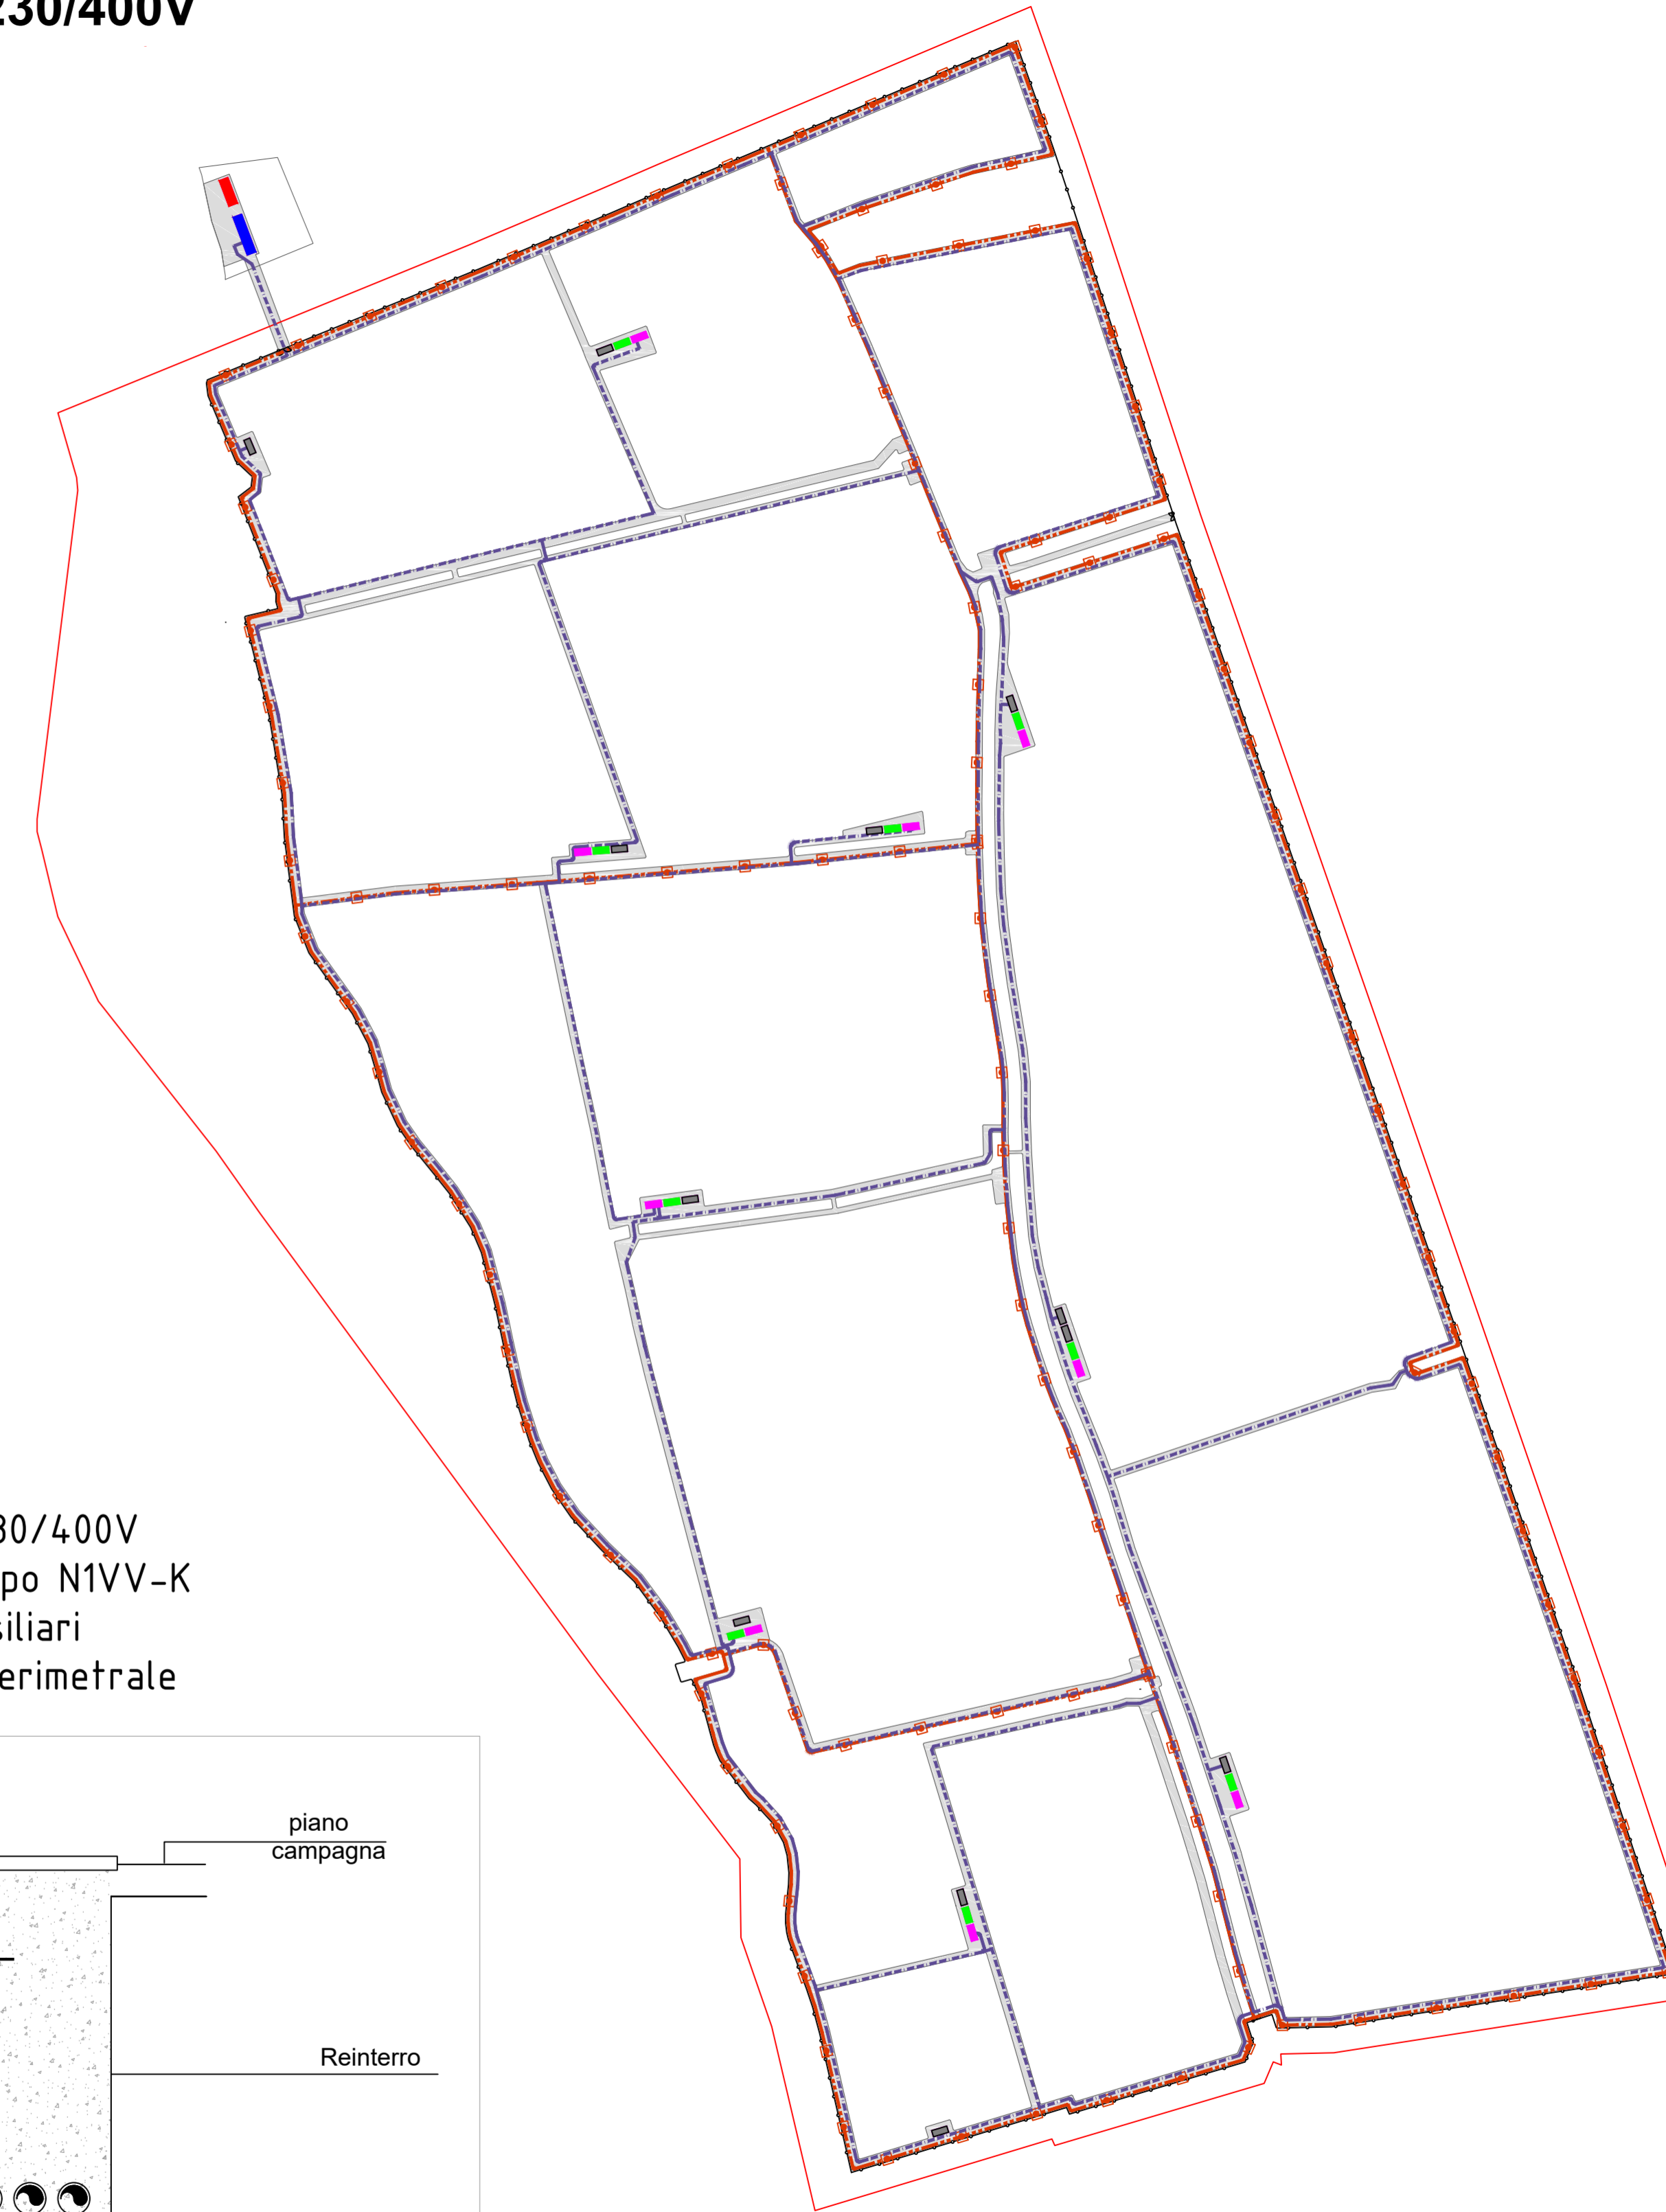 230/400V
30/400V
po N1VV-K
siliari
erimetrale
piano
campagna
Reinterro